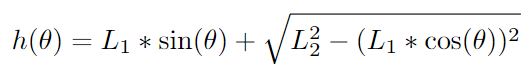 h(θ) = L₁ * sin(θ) + √(L₂² − (L₁ * cos(θ))²)